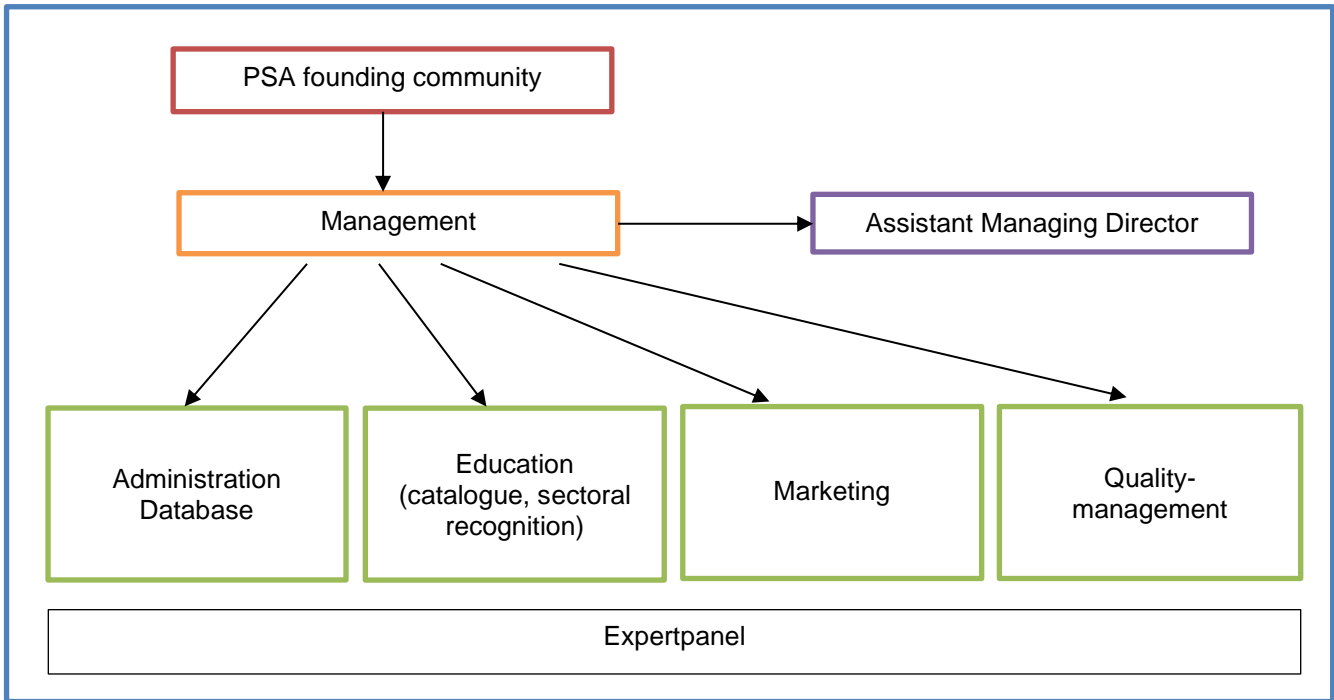 PSA founding community
Management
Assistant Managing Director
Administration
Database
Education
(catalogue, sectoral
recognition)
Marketing
Quality-
management
Expertpanel